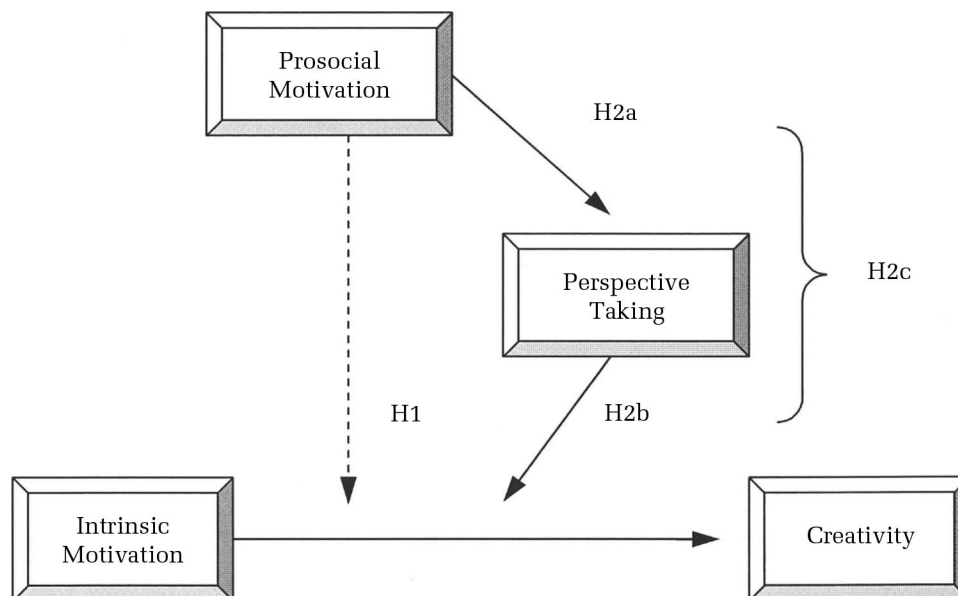 Prosocial
Motivation
H2a
Perspective
Taking
H2c
H1
H2b
Intrinsic
Motivation
Creativity